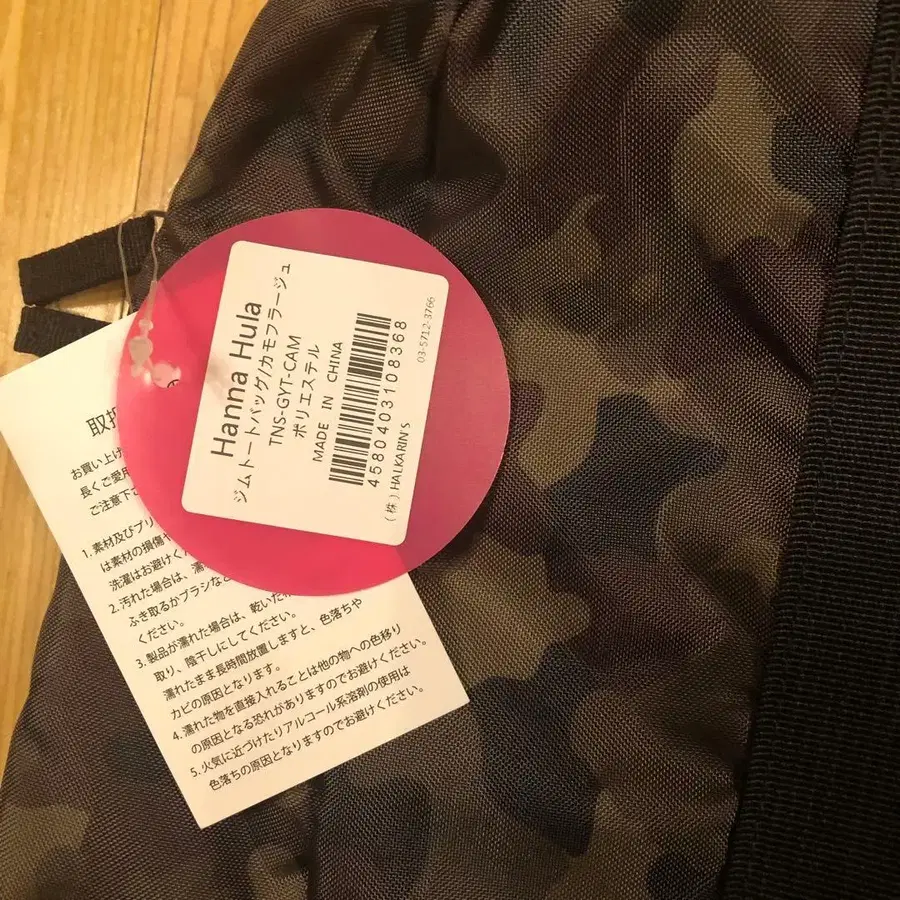 Hanna Hula
ジムトートバッグ/カモフラージュ
TNS-GYT-CAM
ポリエステル
MADE IN CHINA
4580403108368
(株)HALKARIN'S
03-5712-3766
取扱
お買い上げ
長くご愛用
ご注意下さ
1. 素材及びプリ
は素材の損傷や
洗濯はお避けく
2. 汚れた場合は、濡
ふき取るかブラシなど
ください。
3. 製品が濡れた場合は、乾いた
取り、陰干しにしてください。
濡れたまま長時間放置しますと、色落ちや
カビの原因となります。
4. 濡れた物を直接入れることは他の物への色移り
の原因となる恐れがありますのでお避けください。
5. 火気に近づけたりアルコール系溶剤の使用は
色落ちの原因となりますのでお避けください。